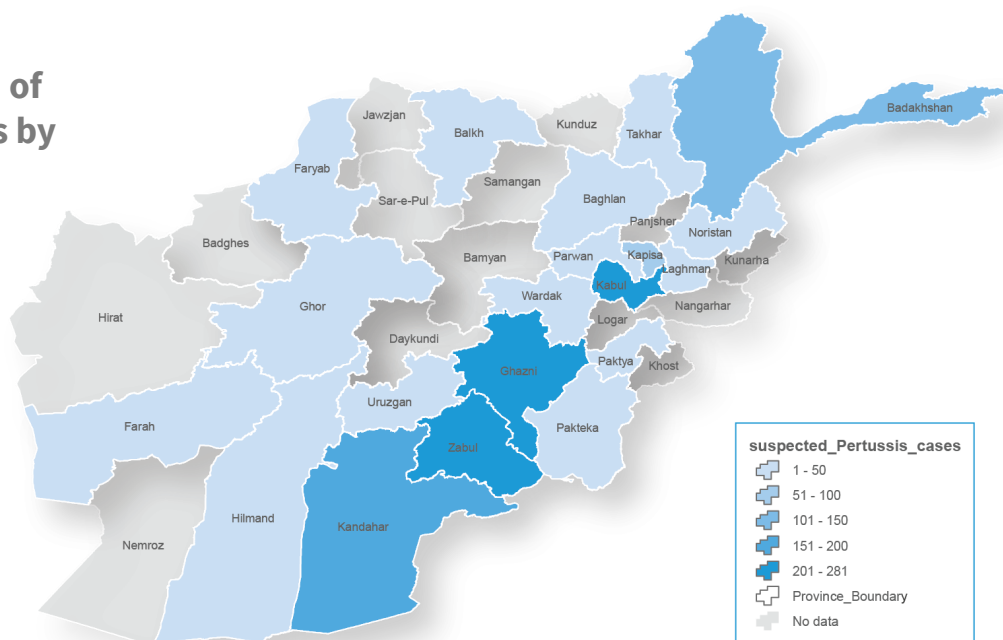 of
s by
Jawzjan
Kunduz
Badakhshan
Balkh
Takhar
Faryab
Samangan
Sar-e-Pul
Baghlan
Panjsher
Noristan
Badghes
Bamyan
Parwan
Kapisa
Laghman
Kunarha
Kabul
Wardak
Ghor
Nangarhar
Hirat
Logar
Daykundi
Paktya
Khost
Ghazni
Uruzgan
Farah
Pakteka
Zabul
Hilmand
Kandahar
Nemroz
suspected_Pertussis_cases
1 - 50
51 - 100
101 - 150
151 - 200
201 - 281
Province_Boundary
No data